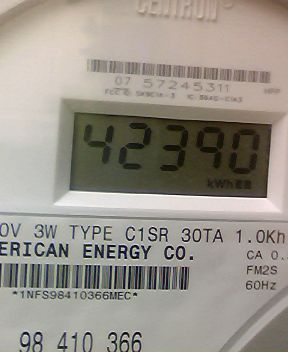 CENTRON
07 57245311
42390
kWh
0V 3W TYPE C1SR 30TA 1.0Kh
ERICAN ENERGY CO.
CA 0.
FM2S
*1NFS98410366MEC*
60Hz
98 410 366